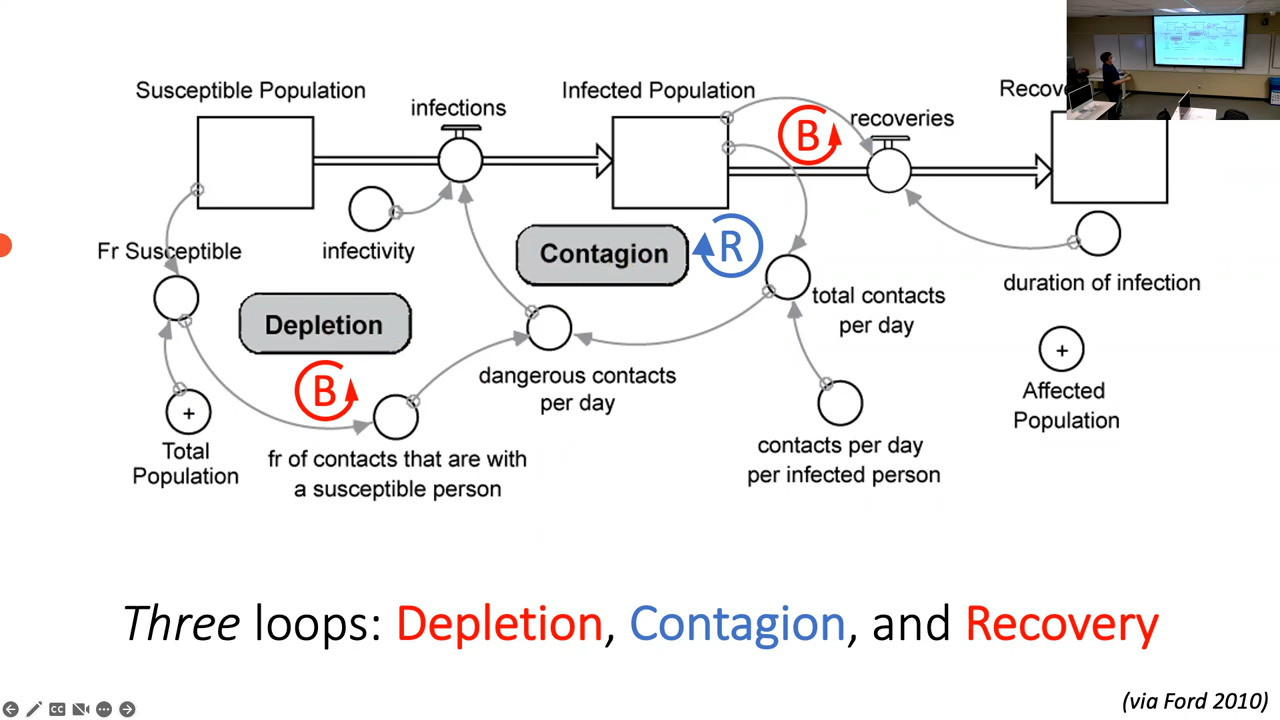 Susceptible Population
infections
Infected Population
recoveries
Recov
B
infectivity
Contagion
R
Fr Susceptible
duration of infection
total contacts
per day
Depletion
B
dangerous contacts
per day
+
Affected
Population
+
Total
Population
fr of contacts that are with
a susceptible person
contacts per day
per infected person
Three loops: Depletion, Contagion, and Recovery
(via Ford 2010)
CC